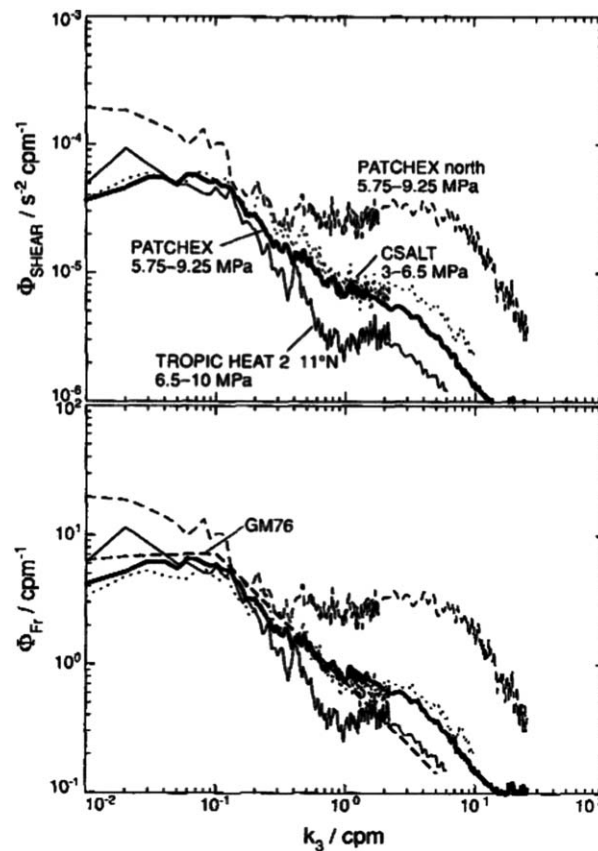 10⁻³
10⁻⁴
10⁻⁵
10⁻⁶
Φ_SHEAR / s⁻² cpm⁻¹
PATCHEX north
5.75–9.25 MPa
PATCHEX
5.75–9.25 MPa
CSALT
3–6.5 MPa
TROPIC HEAT 2 11°N
6.5–10 MPa
10²
10¹
10⁰
10⁻¹
Φ_Fr / cpm⁻¹
GM76
10⁻² 10⁻¹ 10⁰ 10¹ 10
k₃ / cpm